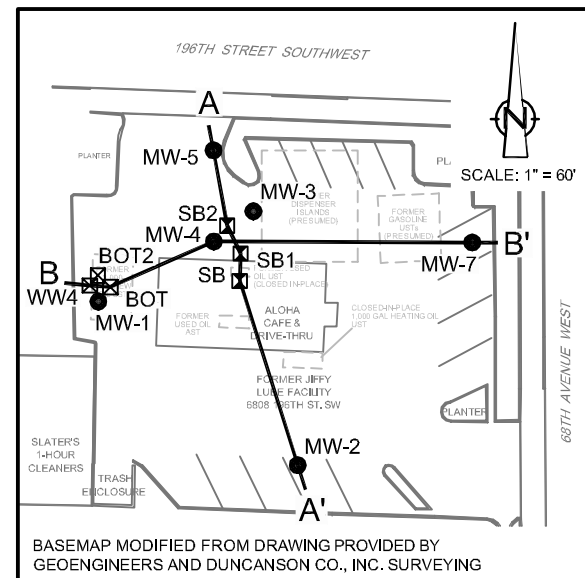 196TH STREET SOUTHWEST
A
PLANTER
MW-5
MW-3
DISPENSER
ISLANDS
(PRESUMED)
FORMER
GASOLINE
USTs
(PRESUMED)
N
SCALE: 1" = 60'
SB2
MW-4
SB1
SB
OIL UST
(CLOSED IN-PLACE)
B'
MW-7
B
BOT2
WW4
BOT
MW-1
FORMER
USED OIL
AST
ALOHA
CAFE &
DRIVE-THRU
CLOSED-IN-PLACE
1,000 GAL HEATING OIL
UST
FORMER JIFFY
LUBE FACILITY
6808 196TH ST. SW
PLANTER
68TH AVENUE WEST
MW-2
SLATER'S
1-HOUR
CLEANERS
TRASH
ENCLOSURE
A'
BASEMAP MODIFIED FROM DRAWING PROVIDED BY
GEOENGINEERS AND DUNCANSON CO., INC. SURVEYING